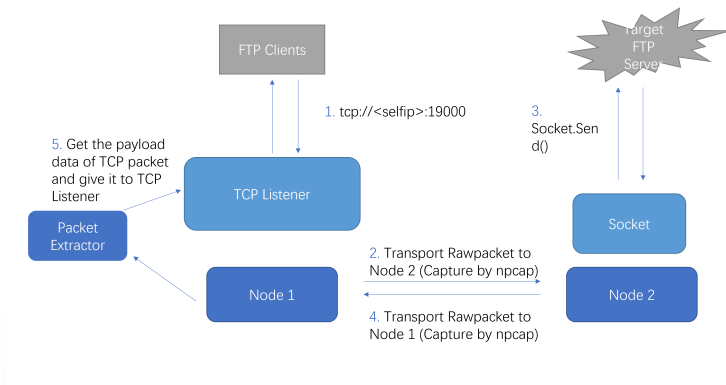 FTP Clients
Target
FTP
Server
1. tcp://<selfip>:19000
3.
Socket.Sen
d()
5. Get the payload
data of TCP packet
and give it to TCP
Listener
TCP Listener
Packet
Extractor
Socket
2. Transport Rawpacket to
Node 2 (Capture by npcap)
Node 1
Node 2
4. Transport Rawpacket to
Node 1 (Capture by npcap)